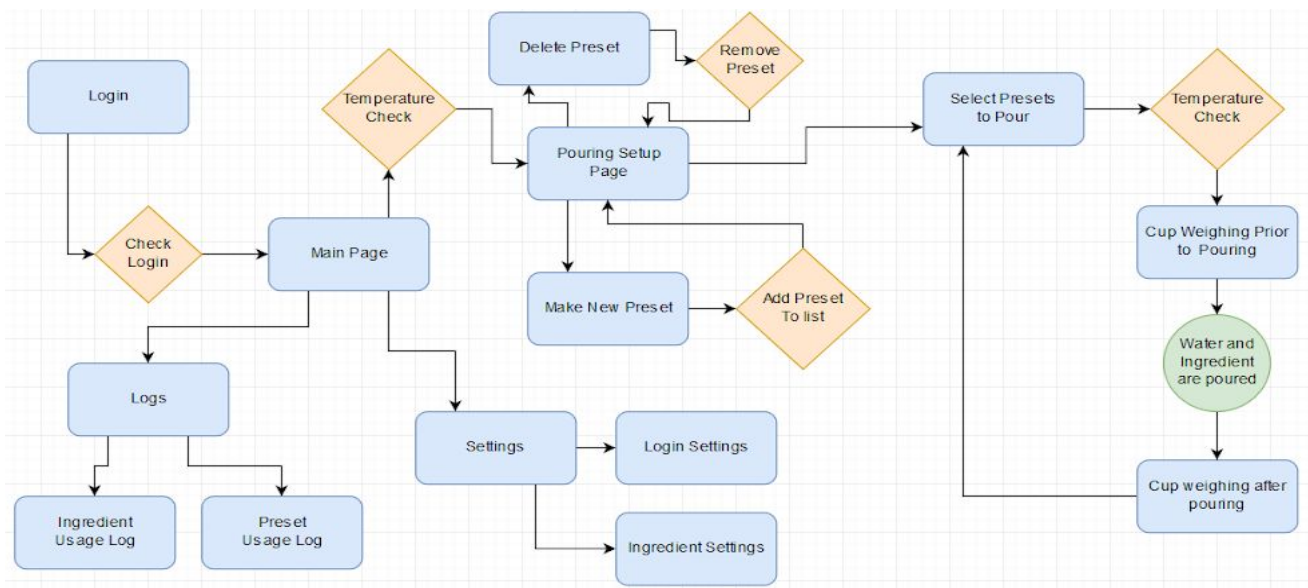 Delete Preset
Remove
Preset
Login
Temperature
Check
Select Presets
to Pour
Temperature
Check
Pouring Setup
Page
Check
Login
Main Page
Cup Weighing Prior
to Pouring
Make New Preset
Add Preset
To list
Water and
Ingredient
are poured
Logs
Settings
Login Settings
Cup weighing after
pouring
Ingredient
Usage Log
Preset
Usage Log
Ingredient Settings